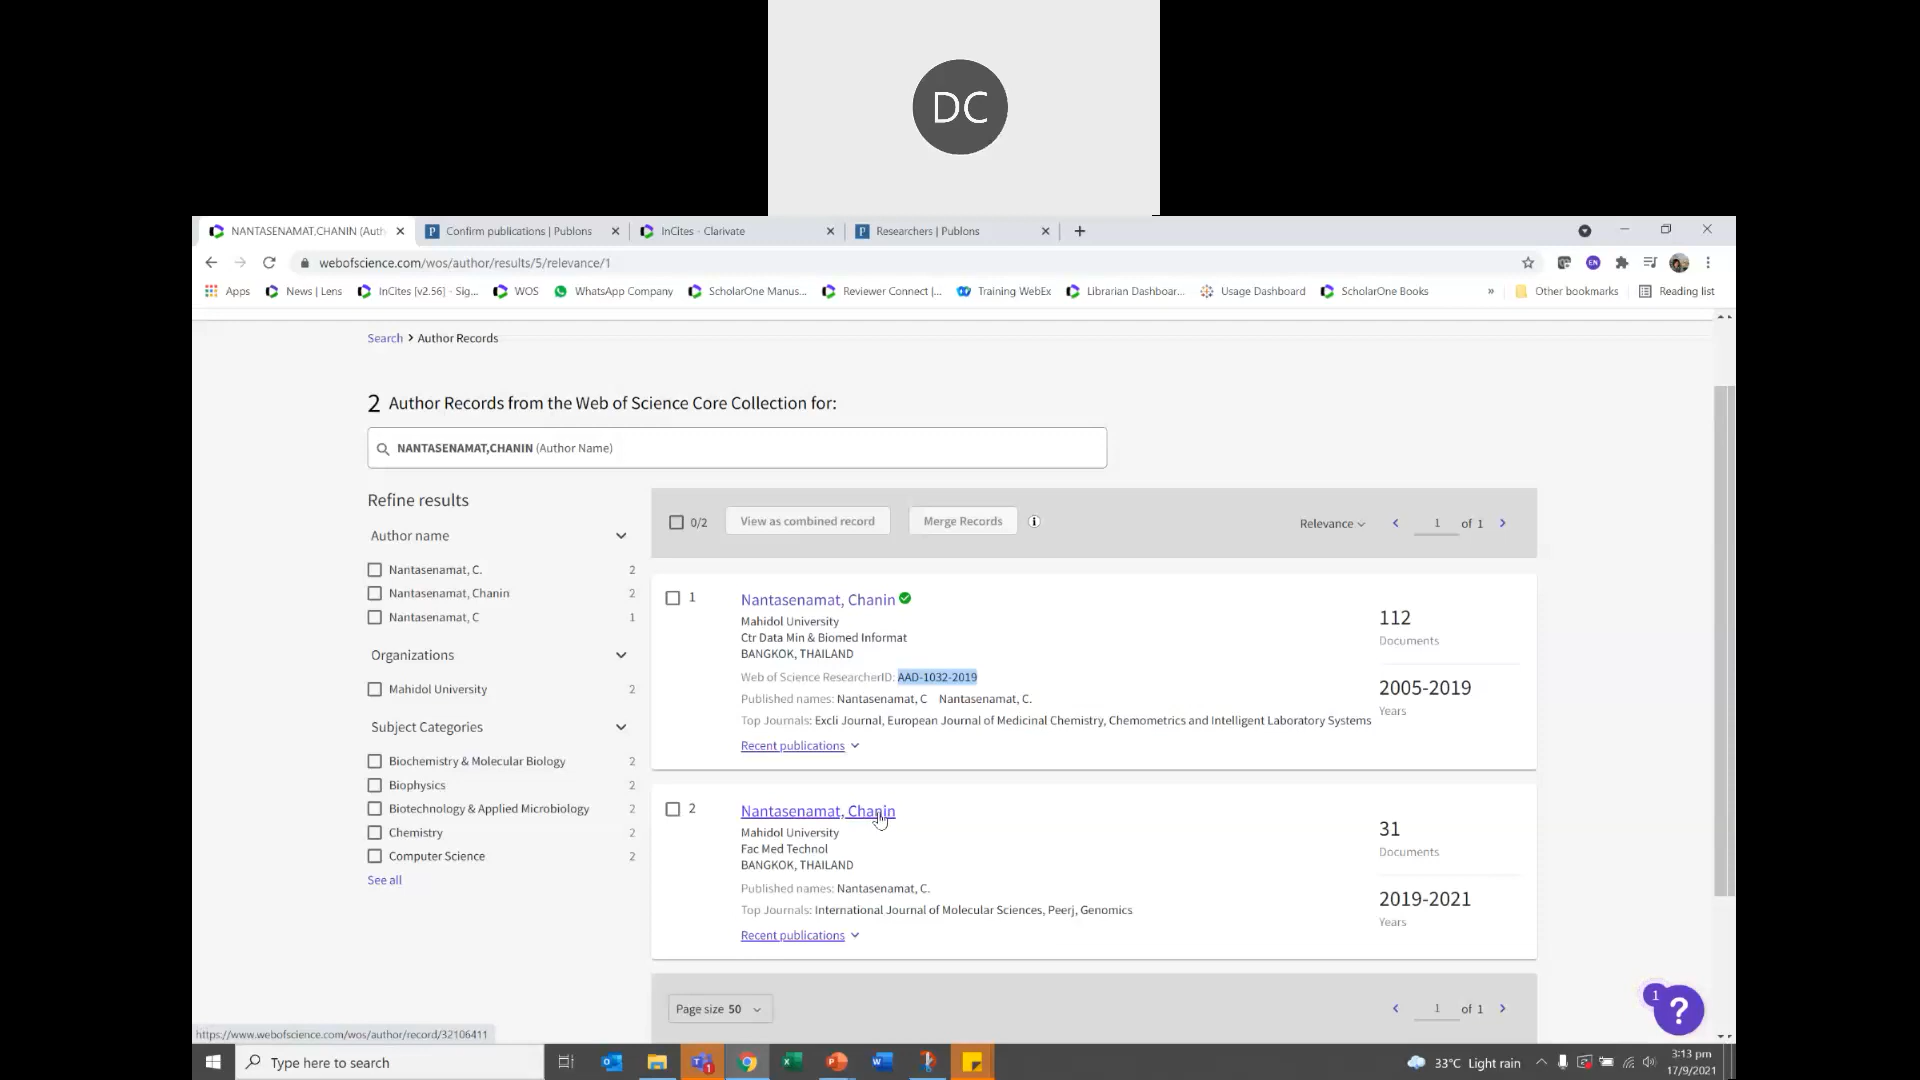 DC
NANTASENAMAT,CHANIN (Auth
Confirm publications | Publons
InCites - Clarivate
Researchers | Publons
webofscience.com/wos/author/results/5/relevance/1
EN
Apps
News | Lens
InCites [v2.56] - Sig...
WOS
WhatsApp Company
ScholarOne Manus...
Reviewer Connect |...
Training WebEx
Librarian Dashboar...
Usage Dashboard
ScholarOne Books
»
Other bookmarks
Reading list
Search > Author Records
2 Author Records from the Web of Science Core Collection for:
NANTASENAMAT,CHANIN (Author Name)
Refine results
Author name
Nantasenamat, C. 2
Nantasenamat, Chanin 2
Nantasenamat, C 1
Organizations
Mahidol University 2
Subject Categories
Biochemistry & Molecular Biology 2
Biophysics 2
Biotechnology & Applied Microbiology 2
Chemistry 2
Computer Science 2
See all
0/2
View as combined record
Merge Records
Relevance
1 of 1
1
Nantasenamat, Chanin
Mahidol University
Ctr Data Min & Biomed Informat
BANGKOK, THAILAND
Web of Science ResearcherID: AAD-1032-2019
Published names: Nantasenamat, C Nantasenamat, C.
Top Journals: Excli Journal, European Journal of Medicinal Chemistry, Chemometrics and Intelligent Laboratory Systems
Recent publications
112
Documents
2005-2019
Years
2
Nantasenamat, Chanin
Mahidol University
Fac Med Technol
BANGKOK, THAILAND
Published names: Nantasenamat, C.
Top Journals: International Journal of Molecular Sciences, Peerj, Genomics
Recent publications
31
Documents
2019-2021
Years
Page size 50
1 of 1
1
?
https://www.webofscience.com/wos/author/record/32106411
Type here to search
1
33°C Light rain
3:13 pm
17/9/2021